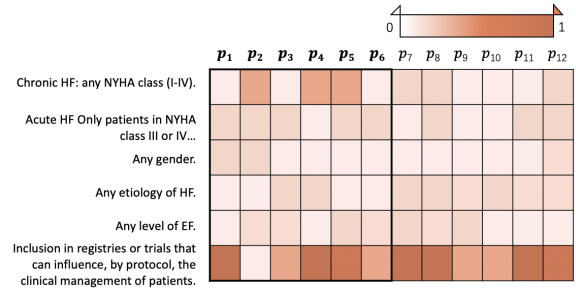 0 1
p₁ p₂ p₃ p₄ p₅ p₆ p₇ p₈ p₉ p₁₀ p₁₁ p₁₂
Chronic HF: any NYHA class (I-IV).
Acute HF Only patients in NYHA
class III or IV…
Any gender.
Any etiology of HF.
Any level of EF.
Inclusion in registries or trials that
can influence, by protocol, the
clinical management of patients.